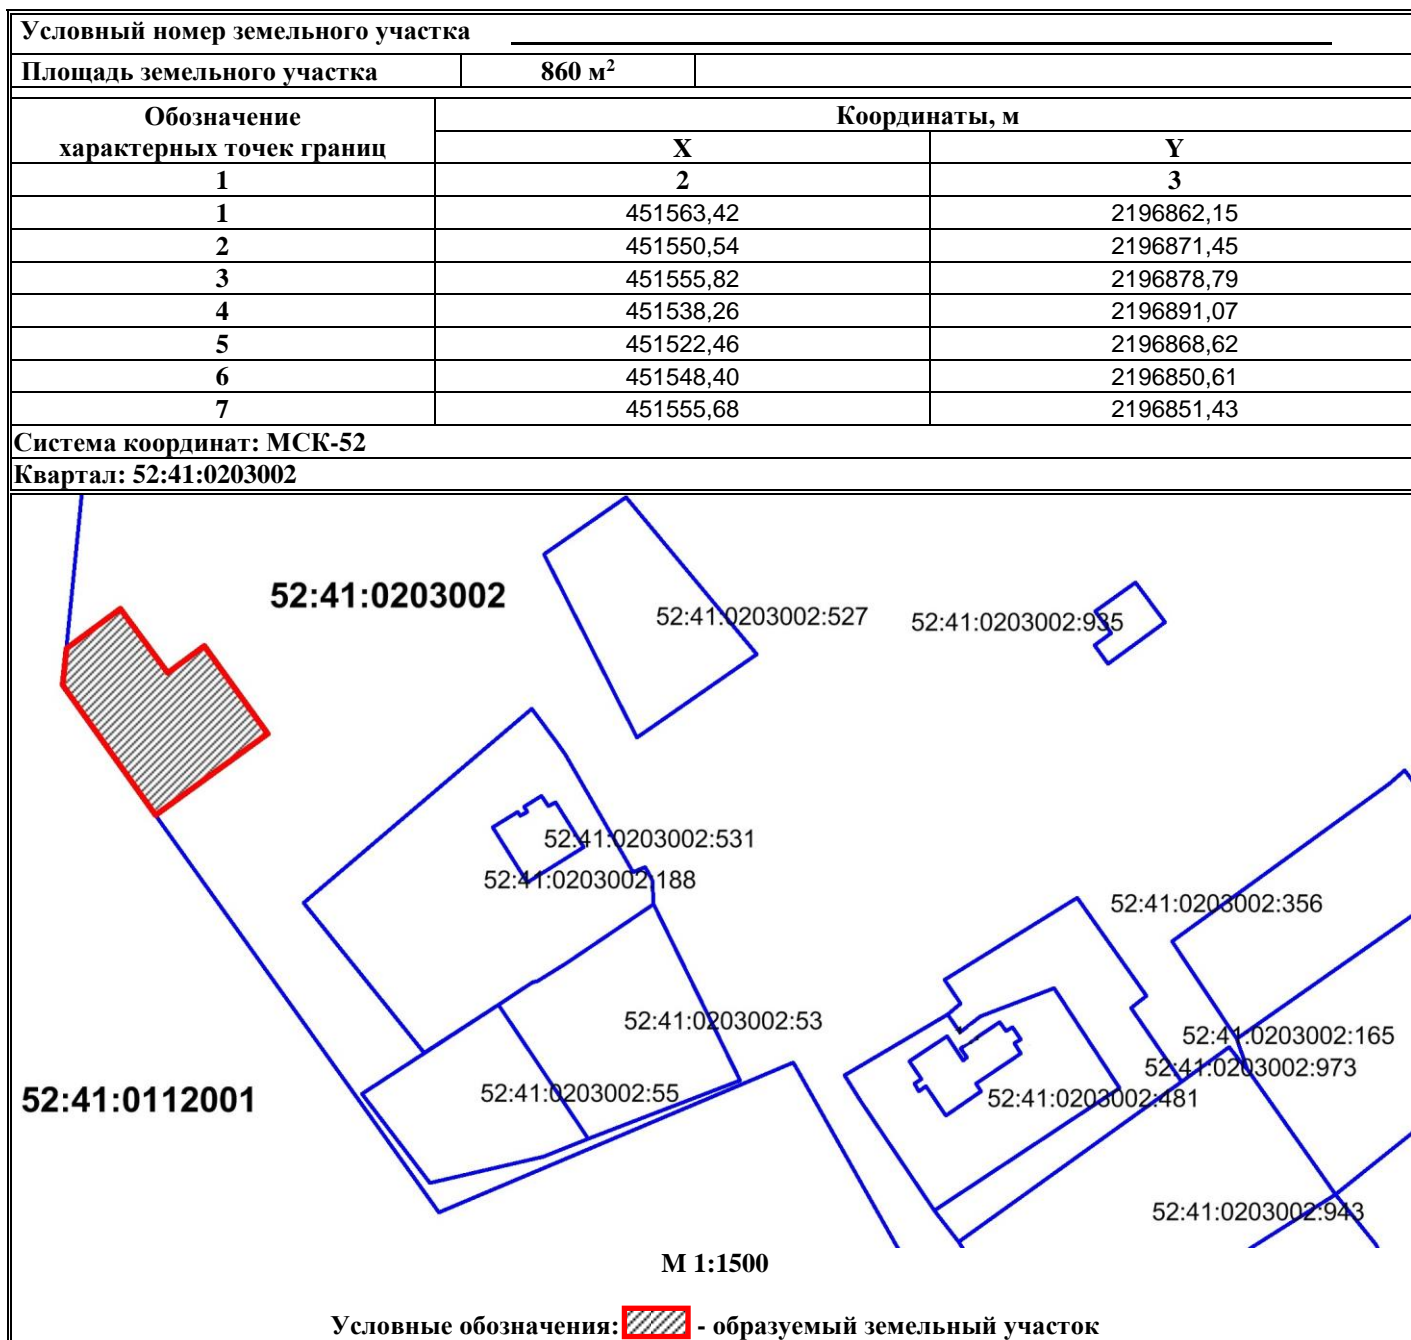 Условный номер земельного участка
Площадь земельного участка 860 м²
Обозначение характерных точек границ Координаты, м
X Y
1 2 3
1 451563,42 2196862,15
2 451550,54 2196871,45
3 451555,82 2196878,79
4 451538,26 2196891,07
5 451522,46 2196868,62
6 451548,40 2196850,61
7 451555,68 2196851,43
Система координат: МСК-52
Квартал: 52:41:0203002
52:41:0203002
52:41:0203002:527
52:41:0203002:935
52:41:0203002:531
52:41:0203002:188
52:41:0203002:356
52:41:0203002:53
52:41:0203002:165
52:41:0203002:973
52:41:0203002:55
52:41:0203002:481
52:41:0112001
52:41:0203002:943
М 1:1500
Условные обозначения: - образуемый земельный участок